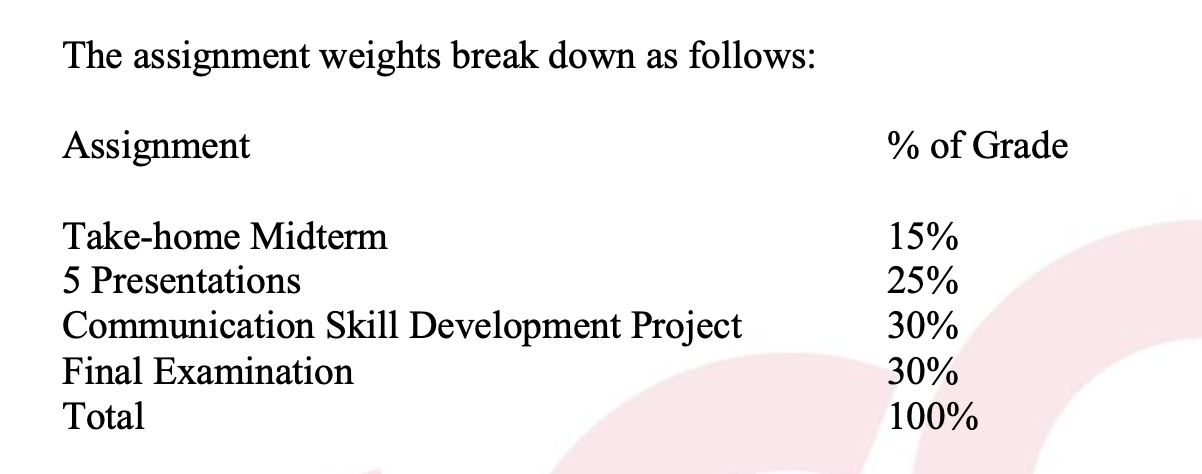 The assignment weights break down as follows:
Assignment % of Grade
Take-home Midterm 15%
5 Presentations 25%
Communication Skill Development Project 30%
Final Examination 30%
Total 100%